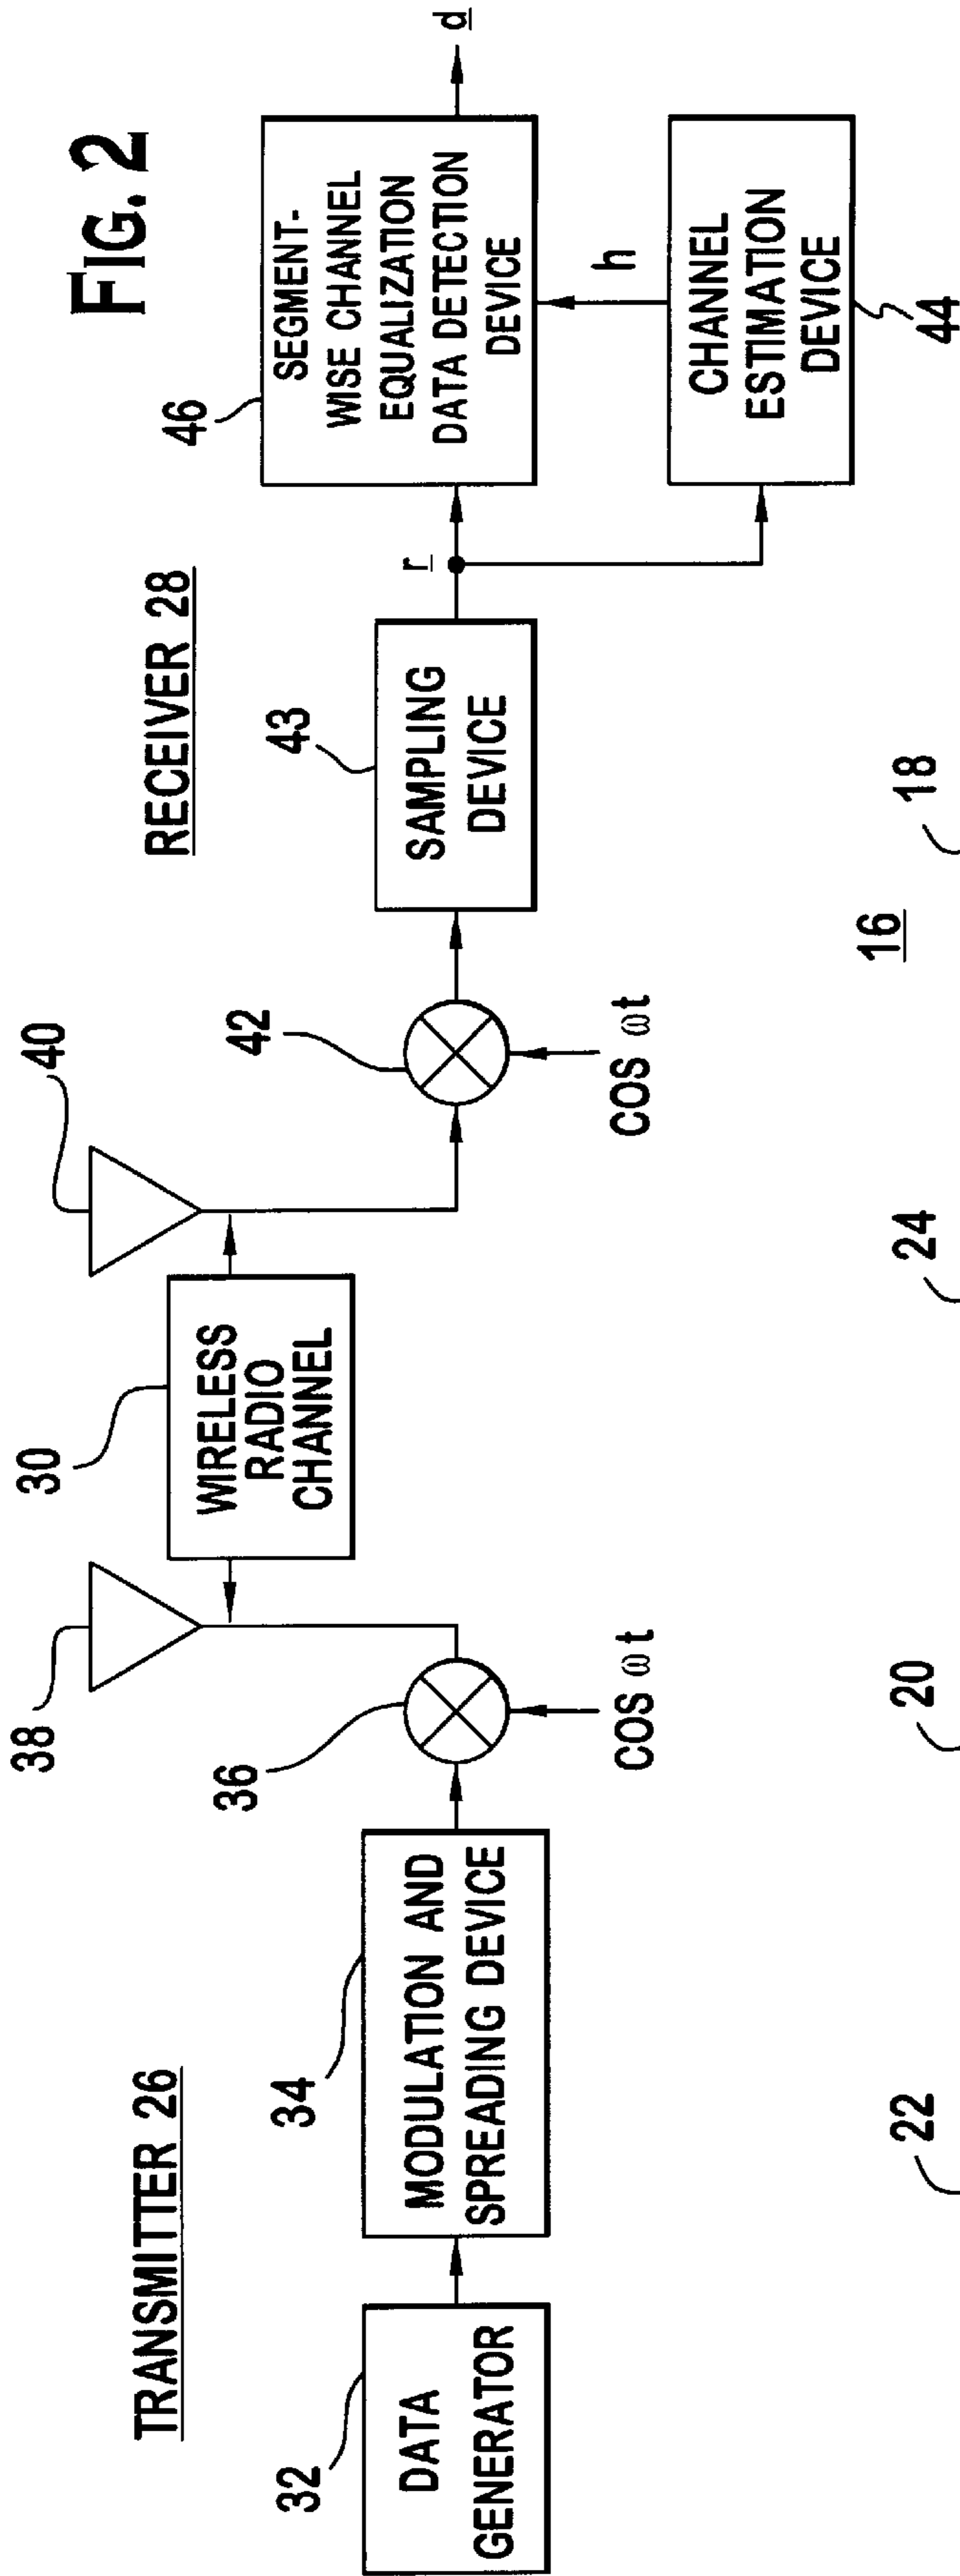 FIG. 2
TRANSMITTER 26
RECEIVER 28
32
DATA
GENERATOR
34
MODULATION AND
SPREADING DEVICE
36
COS ωt
38
30
WIRELESS
RADIO
CHANNEL
40
42
COS ωt
43
SAMPLING
DEVICE
r
46
SEGMENT-
WISE CHANNEL
EQUALIZATION
DATA DETECTION
DEVICE
d
h
CHANNEL
ESTIMATION
DEVICE
44
22
20
24
16
18